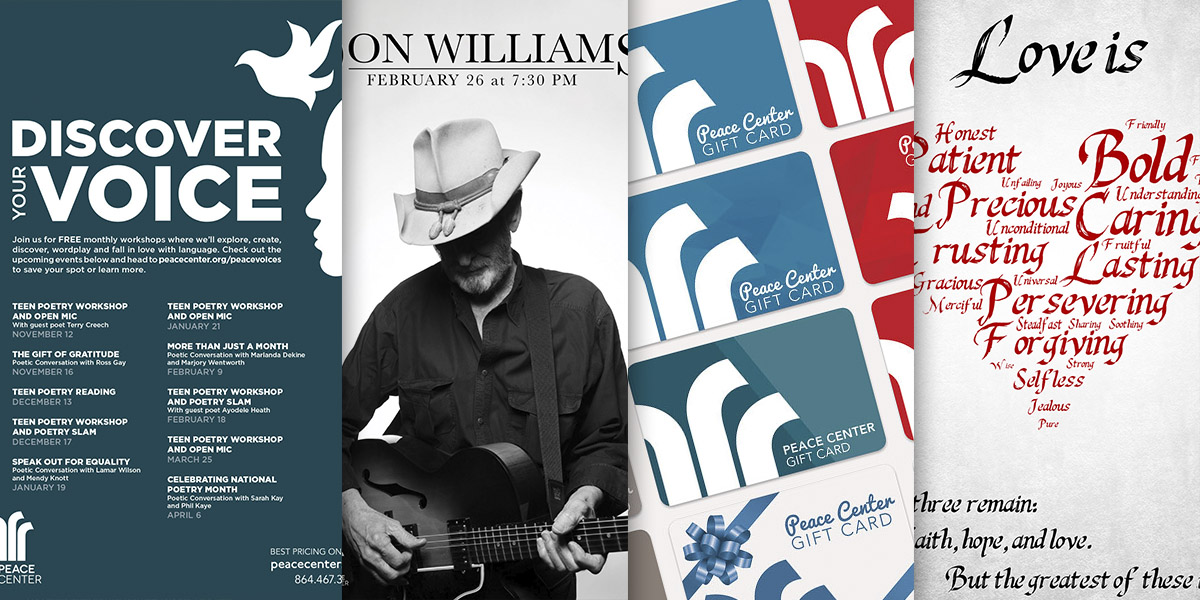 DISCOVER
YOUR
VOICE
Join us for FREE monthly workshops where we'll explore, create,
discover, wordplay and fall in love with language. Check out the
upcoming events below and head to peacecenter.org/peacevoices
to save your spot or learn more.
TEEN POETRY WORKSHOP
AND OPEN MIC
With guest poet Terry Creech
NOVEMBER 12
THE GIFT OF GRATITUDE
Poetic Conversation with Ross Gay
NOVEMBER 16
TEEN POETRY READING
DECEMBER 13
TEEN POETRY WORKSHOP
AND POETRY SLAM
DECEMBER 17
SPEAK OUT FOR EQUALITY
Poetic Conversation with Lamar Wilson
and Mendy Knott
JANUARY 19
TEEN POETRY WORKSHOP
AND OPEN MIC
JANUARY 21
MORE THAN JUST A MONTH
Poetic Conversation with Marlanda Dekine
and Marjory Wentworth
FEBRUARY 9
TEEN POETRY WORKSHOP
AND POETRY SLAM
With guest poet Ayodele Heath
FEBRUARY 18
TEEN POETRY WORKSHOP
AND OPEN MIC
MARCH 25
CELEBRATING NATIONAL
POETRY MONTH
Poetic Conversation with Sarah Kay
and Phil Kaye
APRIL 6
PEACE
CENTER
BEST PRICING ON
peacecenter
864.467.3
ON WILLIAMS
FEBRUARY 26 at 7:30 PM
Peace Center
GIFT CARD
Peace Center
GIFT CARD
PEACE CENTER
GIFT CARD
Peace Center
GIFT CARD
Love is
Friendly
Honest
Patient
Bold
Unfailing Joyous
Understanding
Precious
Caring
Unconditional
Fruitful
rusting
Lasting
Gracious
Universal
Merciful
Persevering
Steadfast Sharing Soothing
Forgiving
Wise
Strong
Selfless
Jealous
Pure
three remain:
faith, hope, and love.
But the greatest of these